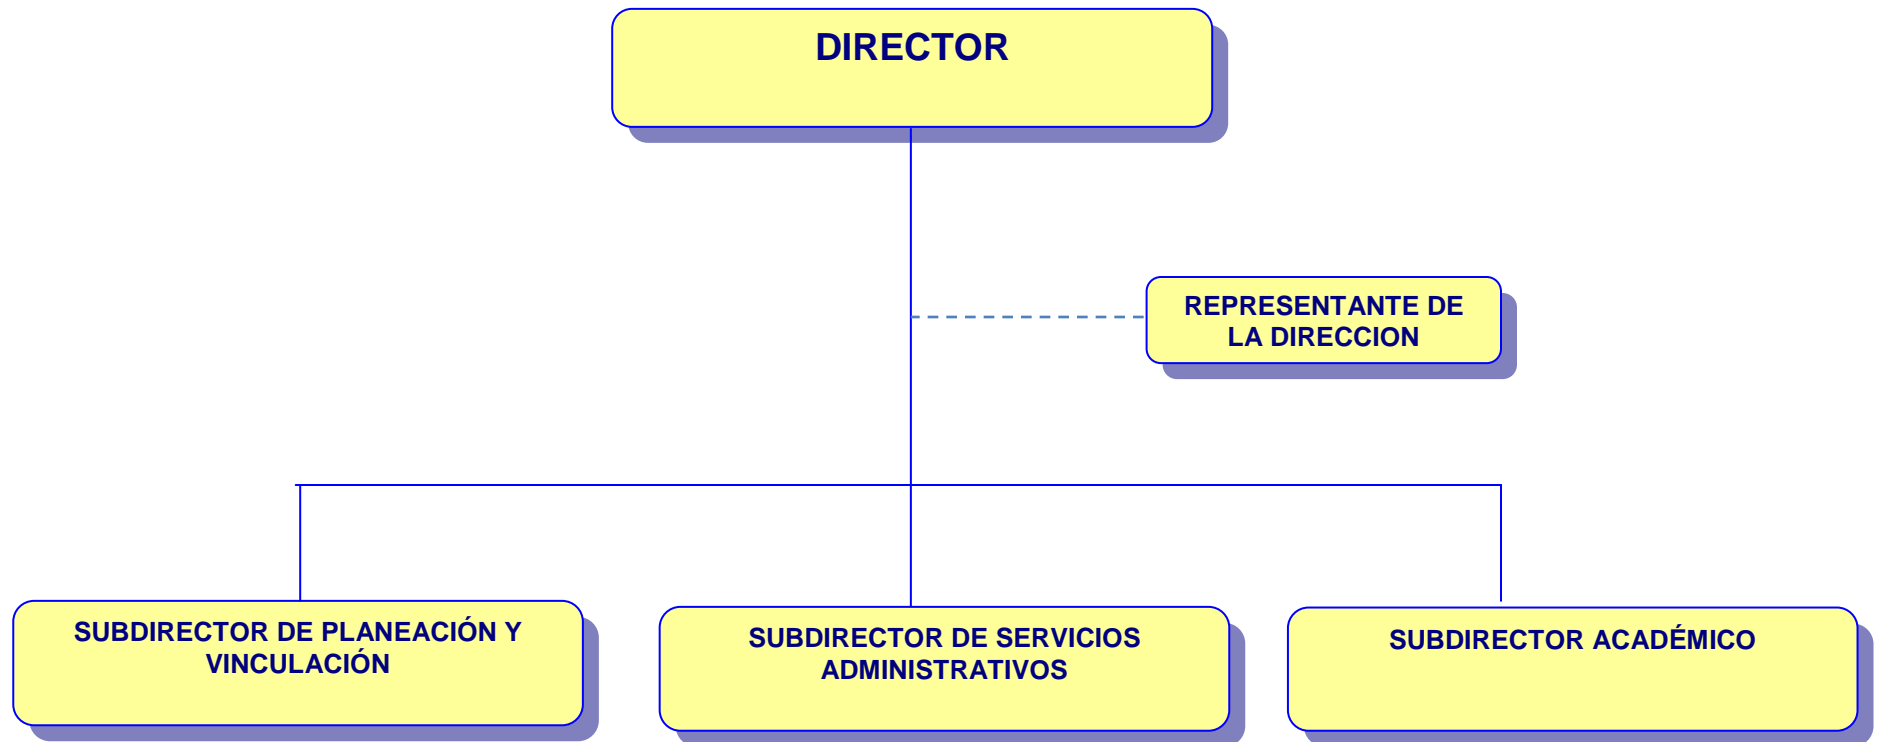 DIRECTOR
REPRESENTANTE DE
LA DIRECCION
SUBDIRECTOR DE PLANEACIÓN Y
VINCULACIÓN
SUBDIRECTOR DE SERVICIOS
ADMINISTRATIVOS
SUBDIRECTOR ACADÉMICO